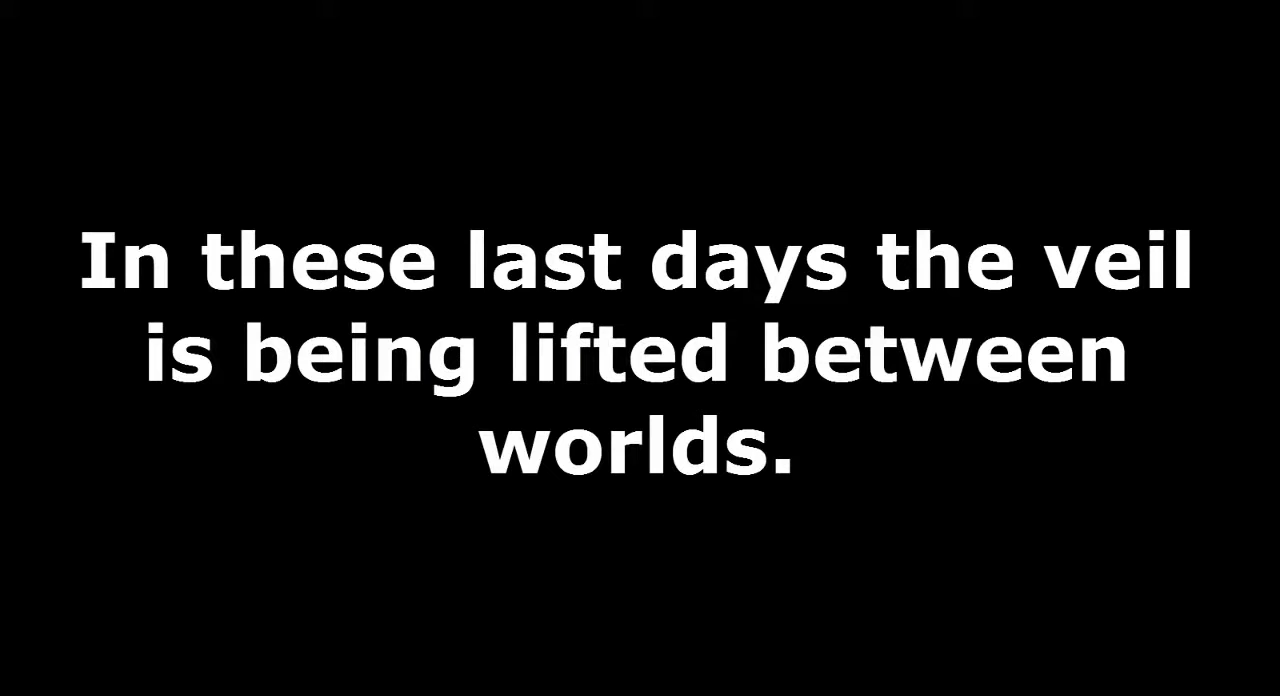 In these last days the veil
is being lifted between
worlds.